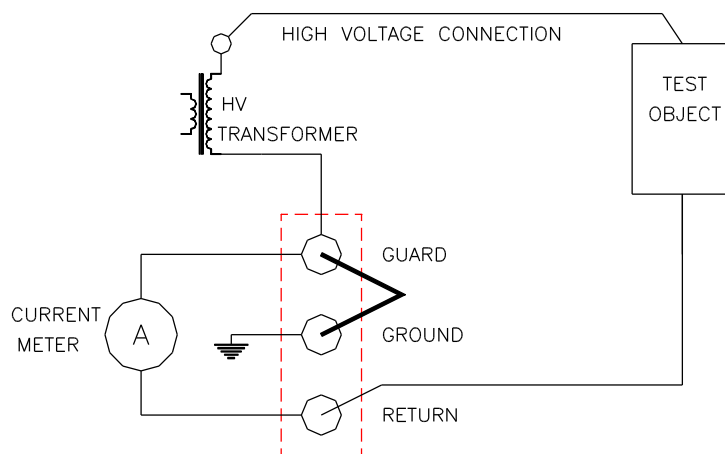 HIGH VOLTAGE CONNECTION
TEST
OBJECT
HV
TRANSFORMER
GUARD
CURRENT
METER
A
GROUND
RETURN